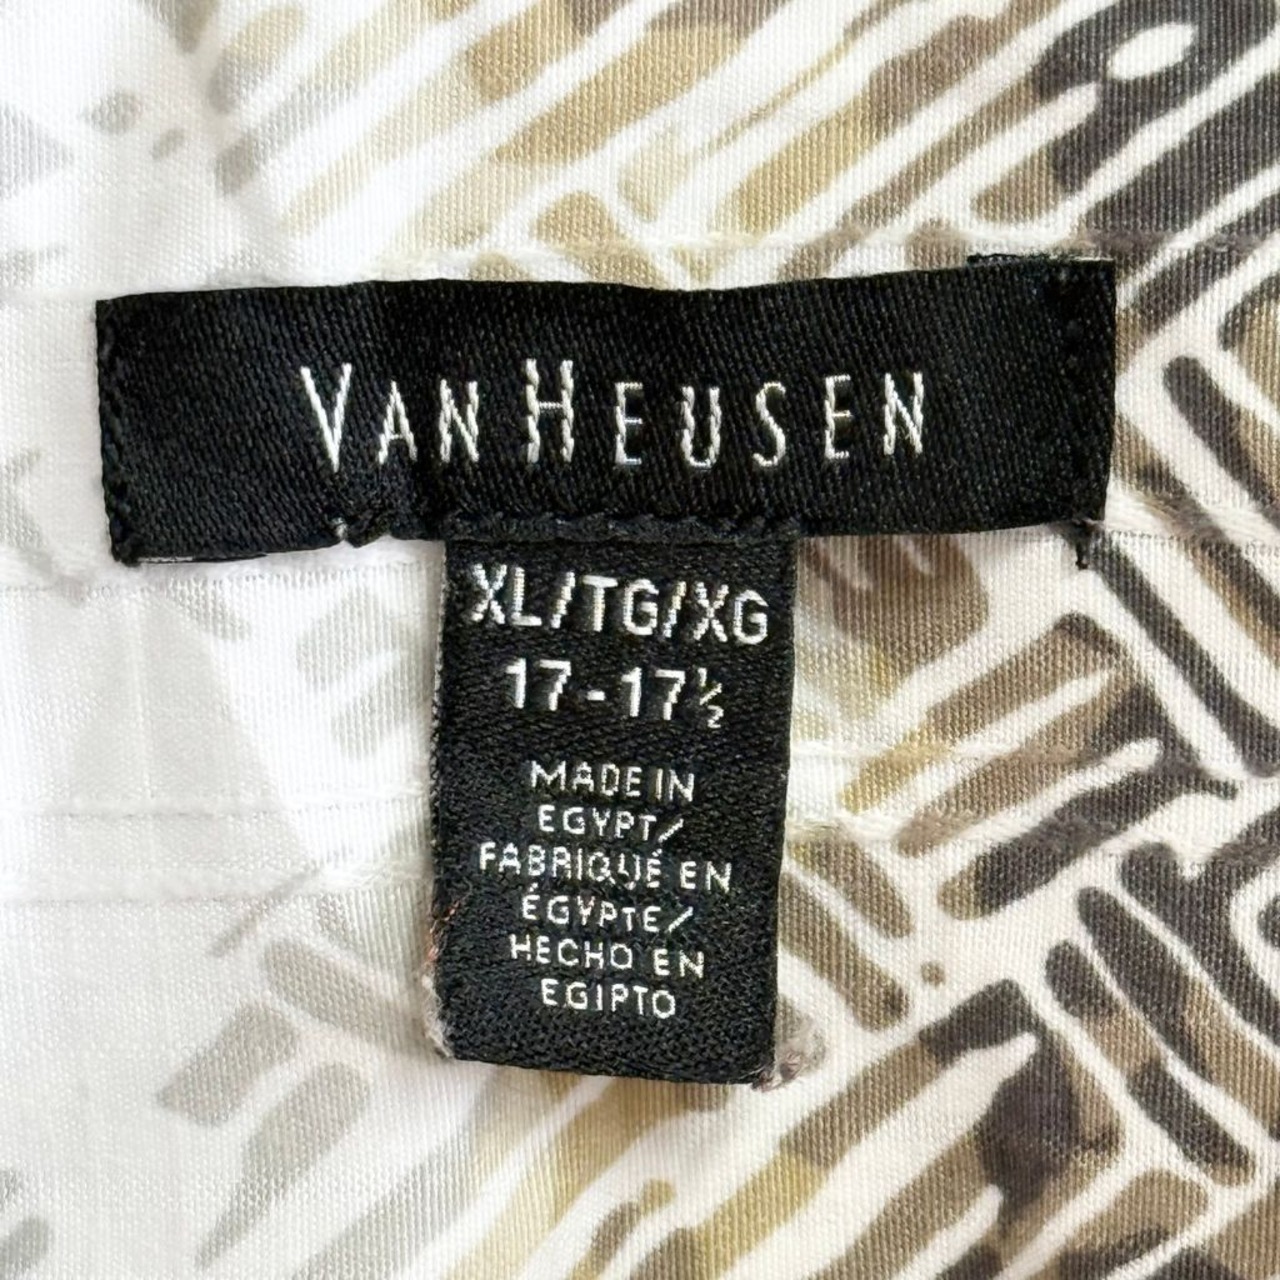 VAN HEUSEN
XL/TG/XG
17-17½
MADE IN
EGYPT/
FABRIQUÉ EN
ÉGYPTE/
HECHO EN
EGIPTO